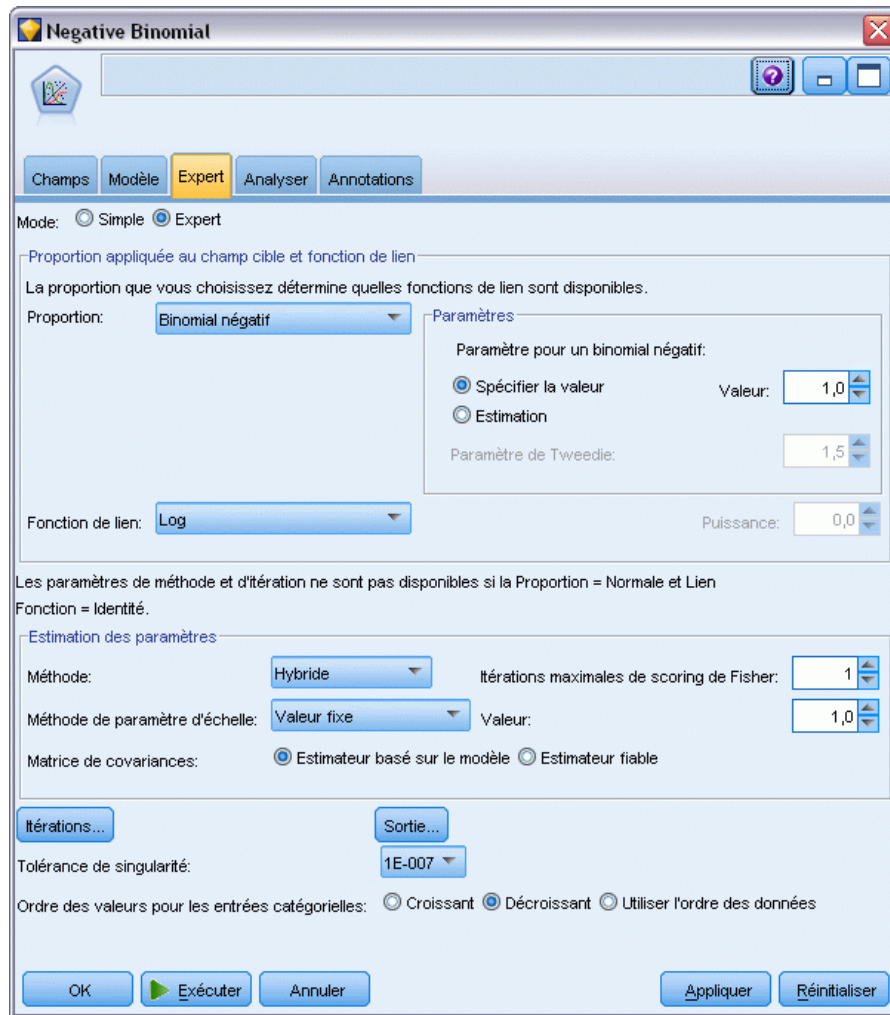 Negative Binomial
Champs Modèle Expert Analyser Annotations
Mode: Simple Expert
Proportion appliquée au champ cible et fonction de lien
La proportion que vous choisissez détermine quelles fonctions de lien sont disponibles.
Proportion: Binomial négatif
Paramètres
Paramètre pour un binomial négatif:
Spécifier la valeur Valeur: 1,0
Estimation
Paramètre de Tweedie: 1,5
Fonction de lien: Log Puissance: 0,0
Les paramètres de méthode et d'itération ne sont pas disponibles si la Proportion = Normale et Lien
Fonction = Identité.
Estimation des paramètres
Méthode: Hybride Itérations maximales de scoring de Fisher: 1
Méthode de paramètre d'échelle: Valeur fixe Valeur: 1,0
Matrice de covariances: Estimateur basé sur le modèle Estimateur fiable
Itérations... Sortie...
Tolérance de singularité: 1E-007
Ordre des valeurs pour les entrées catégorielles: Croissant Décroissant Utiliser l'ordre des données
OK Exécuter Annuler Appliquer Réinitialiser